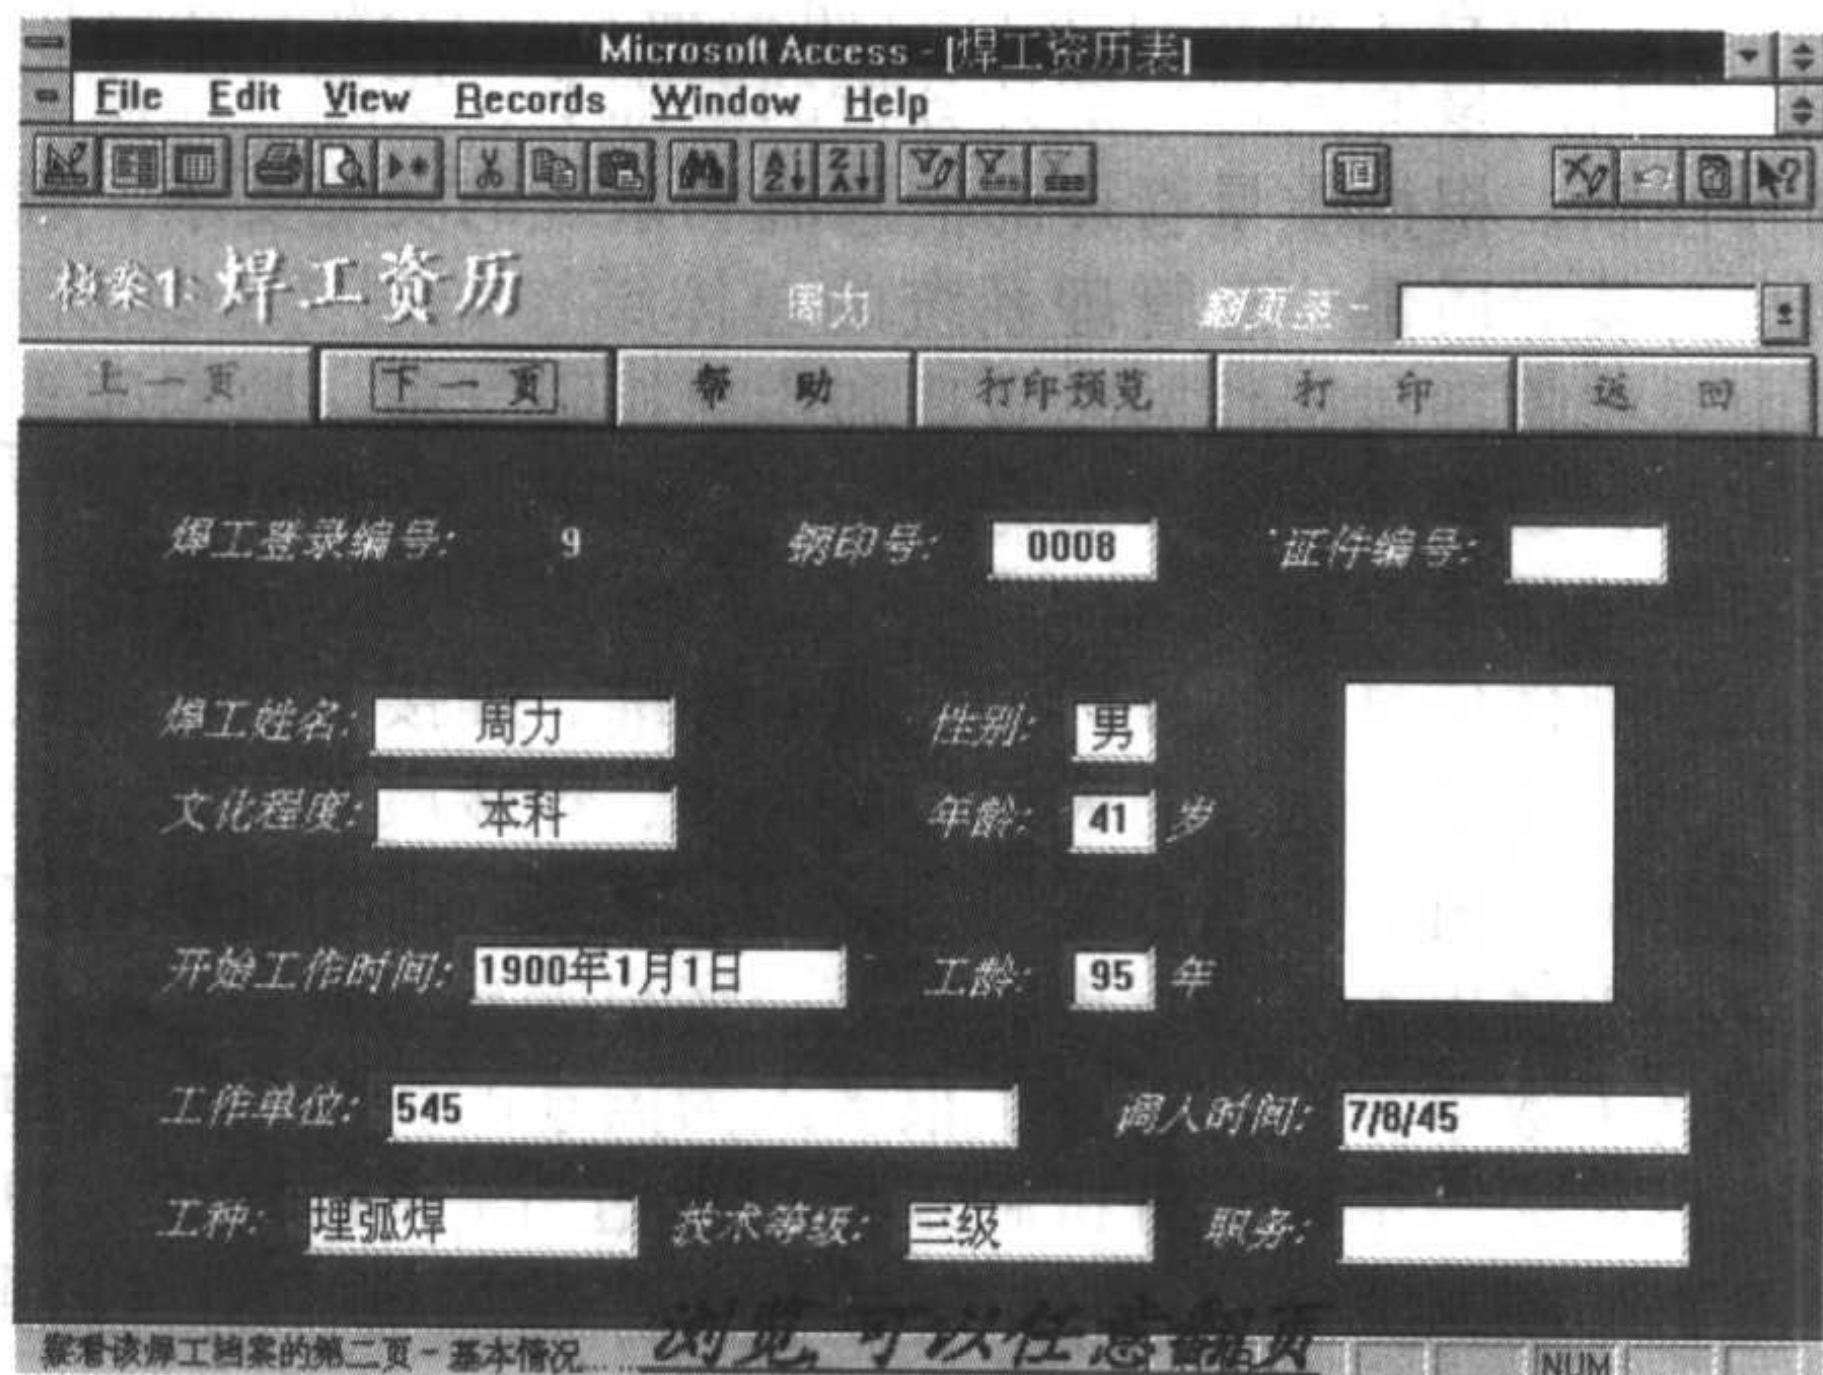 Microsoft Access - [焊工资历表]
File Edit View Records Window Help
档案1: 焊工资历 周力 翻页至 -
上一页 下一页 帮 助 打印预览 打 印 返 回
焊工登录编号: 9 钢印号: 0008 证件编号:
焊工姓名: 周力 性别: 男
文化程度: 本科 年龄: 41 岁
开始工作时间: 1900年1月1日 工龄: 95 年
工作单位: 545 调入时间: 7/8/45
工种: 埋弧焊 技术等级: 三级 职务:
察看该焊工档案的第二页 - 基本情况... ... 浏览,可以任意翻页 NUM